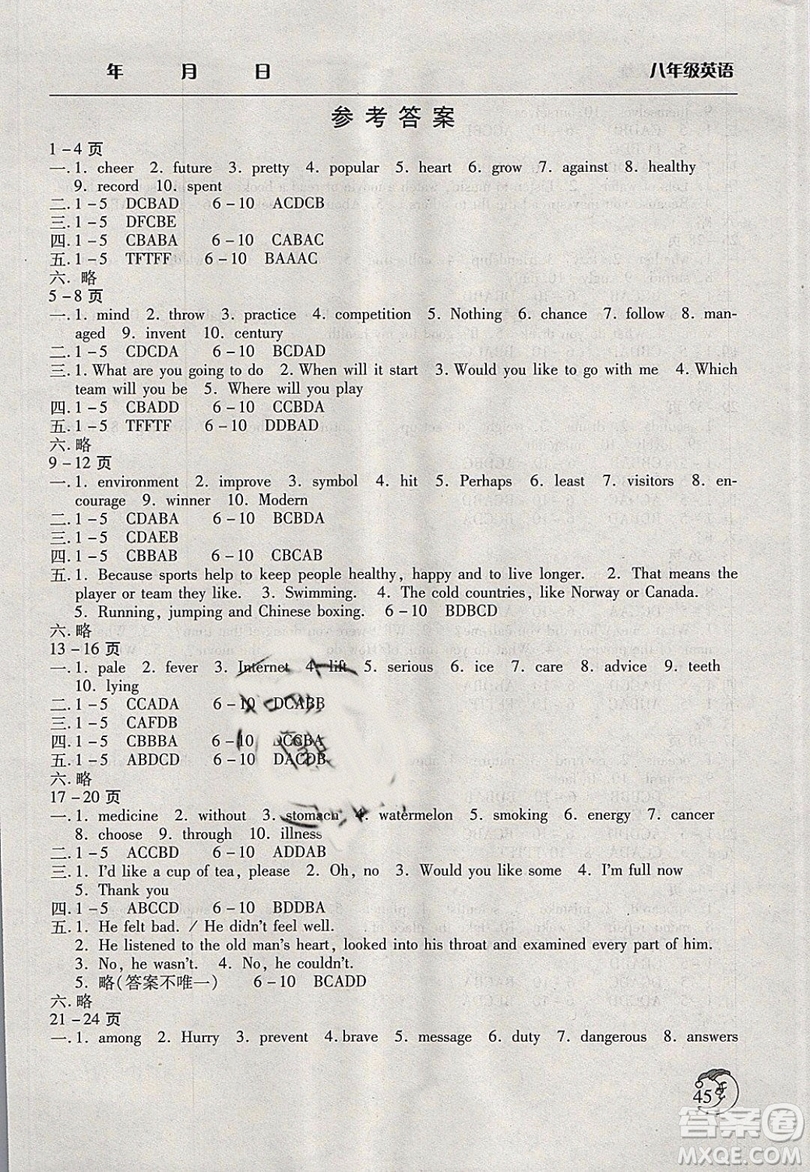 年 月 日 八年级英语
参考答案
1-4页
一.1. cheer 2. future 3. pretty 4. popular 5. heart 6. grow 7. against 8. healthy
9. record 10. spent
二.1-5 DCBAD 6-10 ACDCB
三.1-5 DFCBE
四.1-5 CBABA 6-10 CABAC
五.1-5 TFTFF 6-10 BAAAC
六.略
5-8页
一.1. mind 2. throw 3. practice 4. competition 5. Nothing 6. chance 7. follow 8. man-
aged 9. invent 10. century
二.1-5 CDCDA 6-10 BCDAD
三.1. What are you going to do 2. When will it start 3. Would you like to go with me 4. Which
team will you be 5. Where will you play
四.1-5 CBADD 6-10 CCBDA
五.1-5 TFFTF 6-10 DDBAD
六.略
9-12页
一.1. environment 2. improve 3. symbol 4. hit 5. Perhaps 6. least 7. visitors 8. en-
courage 9. winner 10. Modern
二.1-5 CDABA 6-10 BCBDA
三.1-5 CDAEB
四.1-5 CBBAB 6-10 CBCAB
五.1. Because sports help to keep people healthy, happy and to live longer. 2. That means the
player or team they like. 3. Swimming. 4. The cold countries, like Norway or Canada.
5. Running, jumping and Chinese boxing. 6-10 BDBCD
六.略
13-16页
一.1. pale 2. fever 3. Internet 4. lift 5. serious 6. ice 7. care 8. advice 9. teeth
10. lying
二.1-5 CCADA 6-10 DCABB
三.1-5 CAFDB
四.1-5 CBBBA 6-10 DCCBA
五.1-5 ABDCD 6-10 DACDB
六.略
17-20页
一.1. medicine 2. without 3. stomach 4. watermelon 5. smoking 6. energy 7. cancer
8. choose 9. through 10. illness
二.1-5 ACCBD 6-10 ADDAB
三.1. I'd like a cup of tea, please 2. Oh, no 3. Would you like some 4. I'm full now
5. Thank you
四.1-5 ABCCD 6-10 BDDBA
五.1. He felt bad. / He didn't feel well.
2. He listened to the old man's heart, looked into his throat and examined every part of him.
3. No, he wasn't. 4. No, he couldn't.
5. 略(答案不唯一) 6-10 BCADD
六.略
21-24页
一.1. among 2. Hurry 3. prevent 4. brave 5. message 6. duty 7. dangerous 8. answers
45
答案圈
MXQE.COM